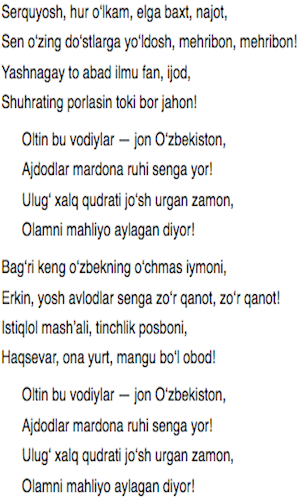 Serquyosh, hur o‘lkam, elga baxt, najot,
Sen o‘zing do‘stlarga yo‘ldosh, mehribon, mehribon!
Yashnagay to abad ilmu fan, ijod,
Shuhrating porlasin toki bor jahon!
Oltin bu vodiylar — jon O‘zbekiston,
Ajdodlar mardona ruhi senga yor!
Ulug‘ xalq qudrati jo‘sh urgan zamon,
Olamni mahliyo aylagan diyor!
Bag‘ri keng o‘zbekning o‘chmas iymoni,
Erkin, yosh avlodlar senga zo‘r qanot, zo‘r qanot!
Istiqlol mash’ali, tinchlik posboni,
Haqsevar, ona yurt, mangu bo‘l obod!
Oltin bu vodiylar — jon O‘zbekiston,
Ajdodlar mardona ruhi senga yor!
Ulug‘ xalq qudrati jo‘sh urgan zamon,
Olamni mahliyo aylagan diyor!